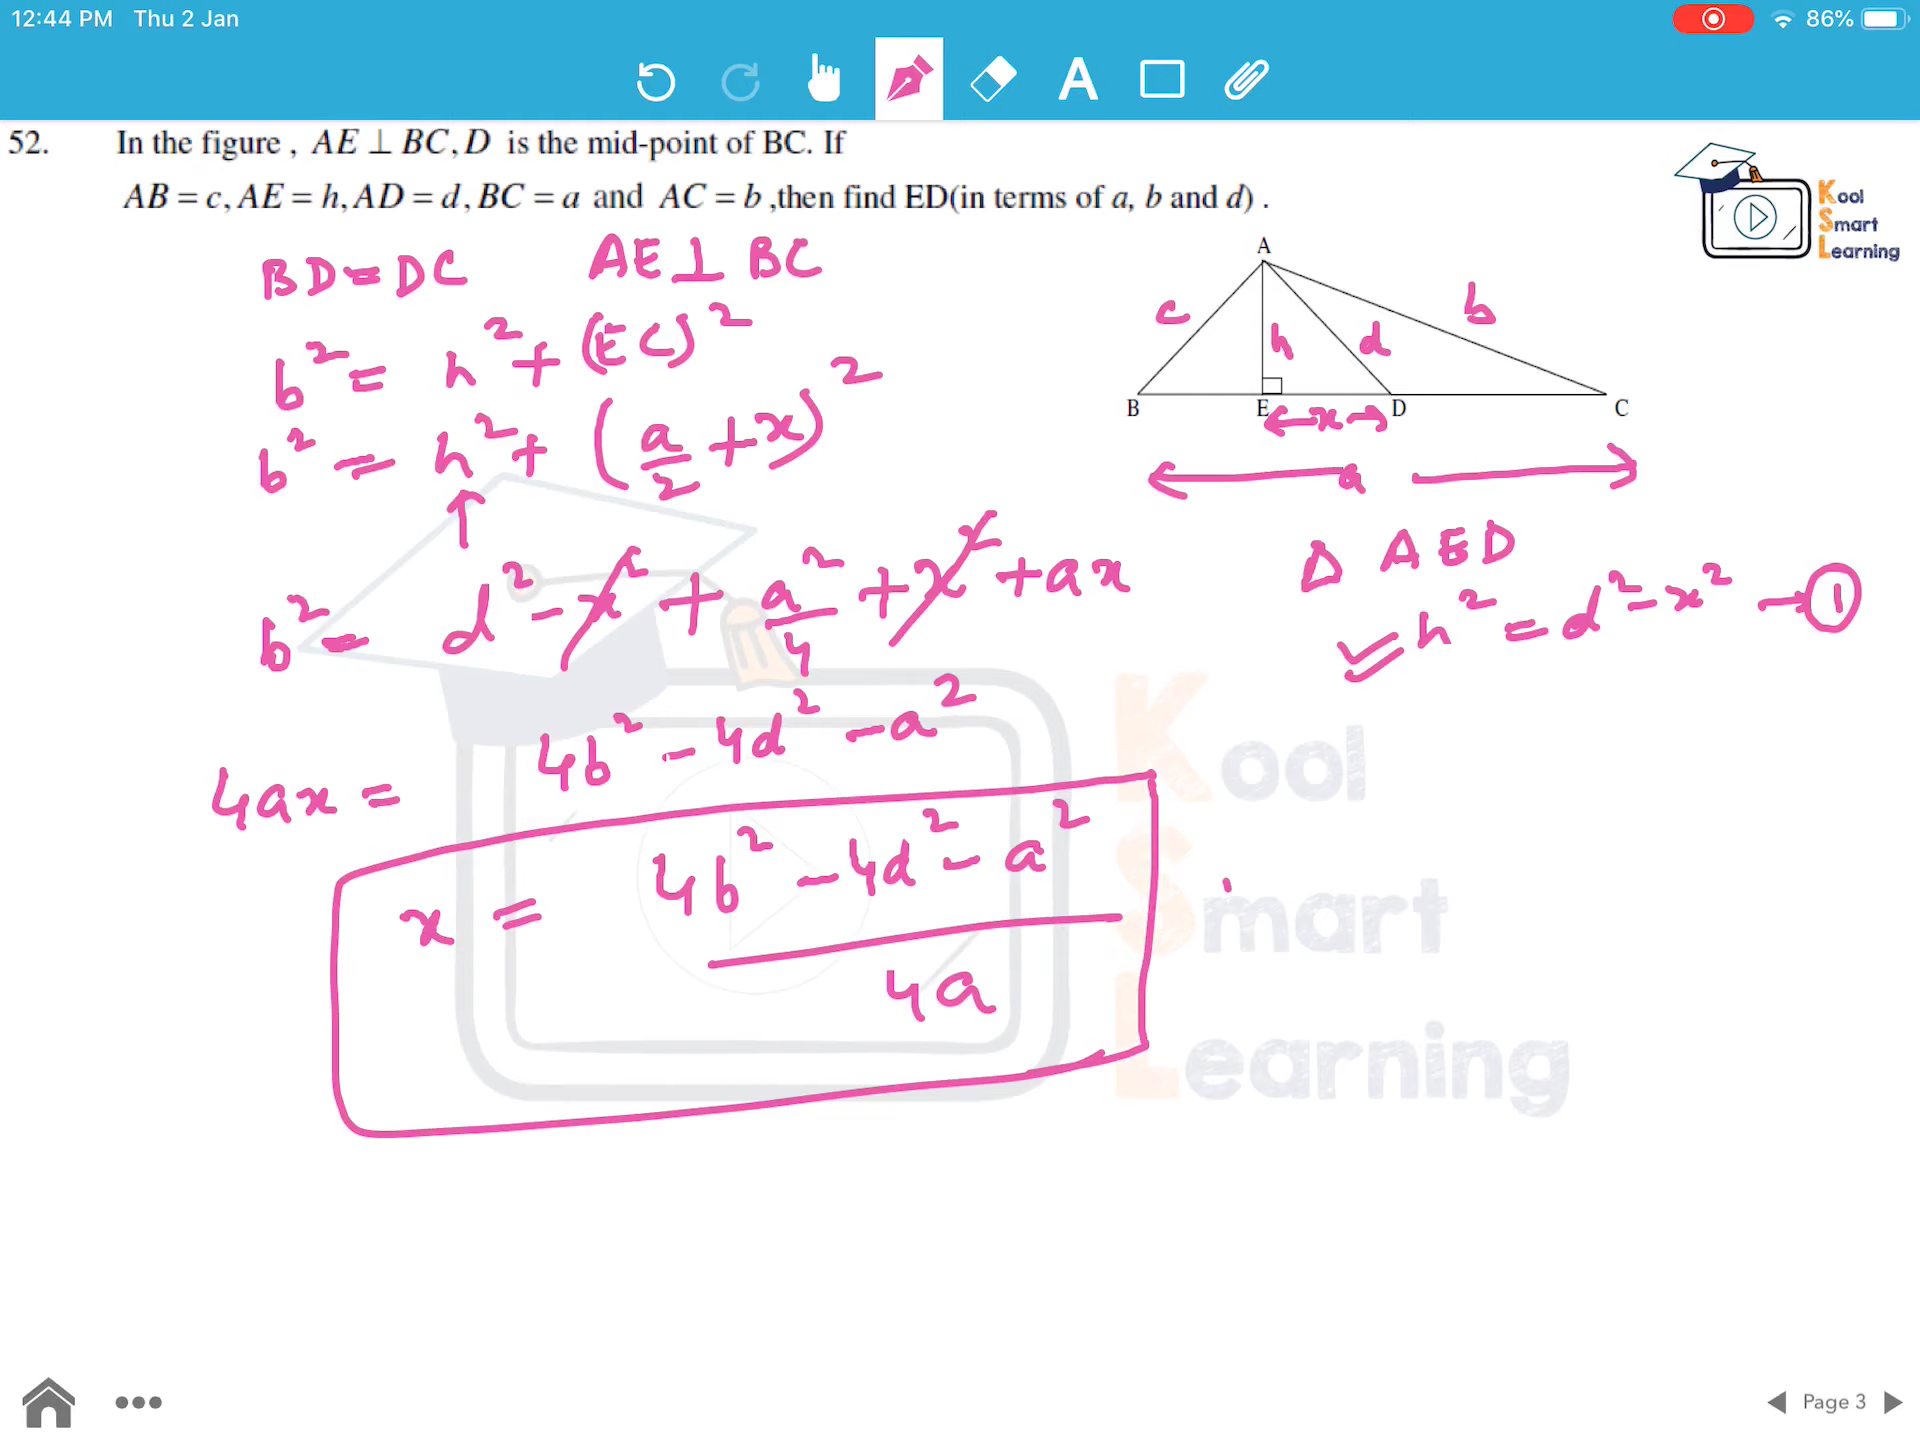 12:44 PM Thu 2 Jan
86%
A
52. In the figure , AE ⊥ BC, D is the mid-point of BC. If
AB = c, AE = h, AD = d, BC = a and AC = b ,then find ED(in terms of a, b and d) .
Kool
Smart
Learning
BD = DC AE ⊥ BC
b² = h² + (EC)²
b² = h² + (a/2 + x)²
↑
b² = d² - x² + a²/4 + x² + ax
4ax = 4b² - 4d² - a²
x = (4b² - 4d² - a²)/4a
A
c
h
d
b
B
E
D
C
x
a
Δ AED
h² = d² - x² → ①
Kool
Smart
Learning
Page 3